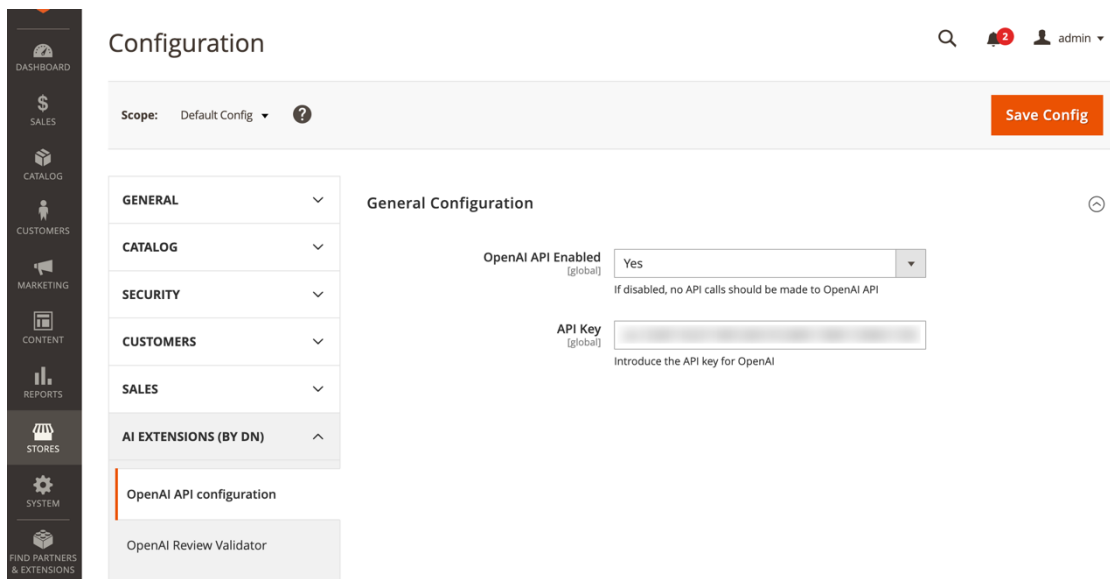 DASHBOARD
SALES
CATALOG
CUSTOMERS
MARKETING
CONTENT
REPORTS
STORES
SYSTEM
FIND PARTNERS
& EXTENSIONS
Configuration
2
admin
Scope: Default Config ?
Save Config
GENERAL
CATALOG
SECURITY
CUSTOMERS
SALES
AI EXTENSIONS (BY DN)
OpenAI API configuration
OpenAI Review Validator
General Configuration
OpenAI API Enabled
[global]
Yes
If disabled, no API calls should be made to OpenAI API
API Key
[global]
Introduce the API key for OpenAI